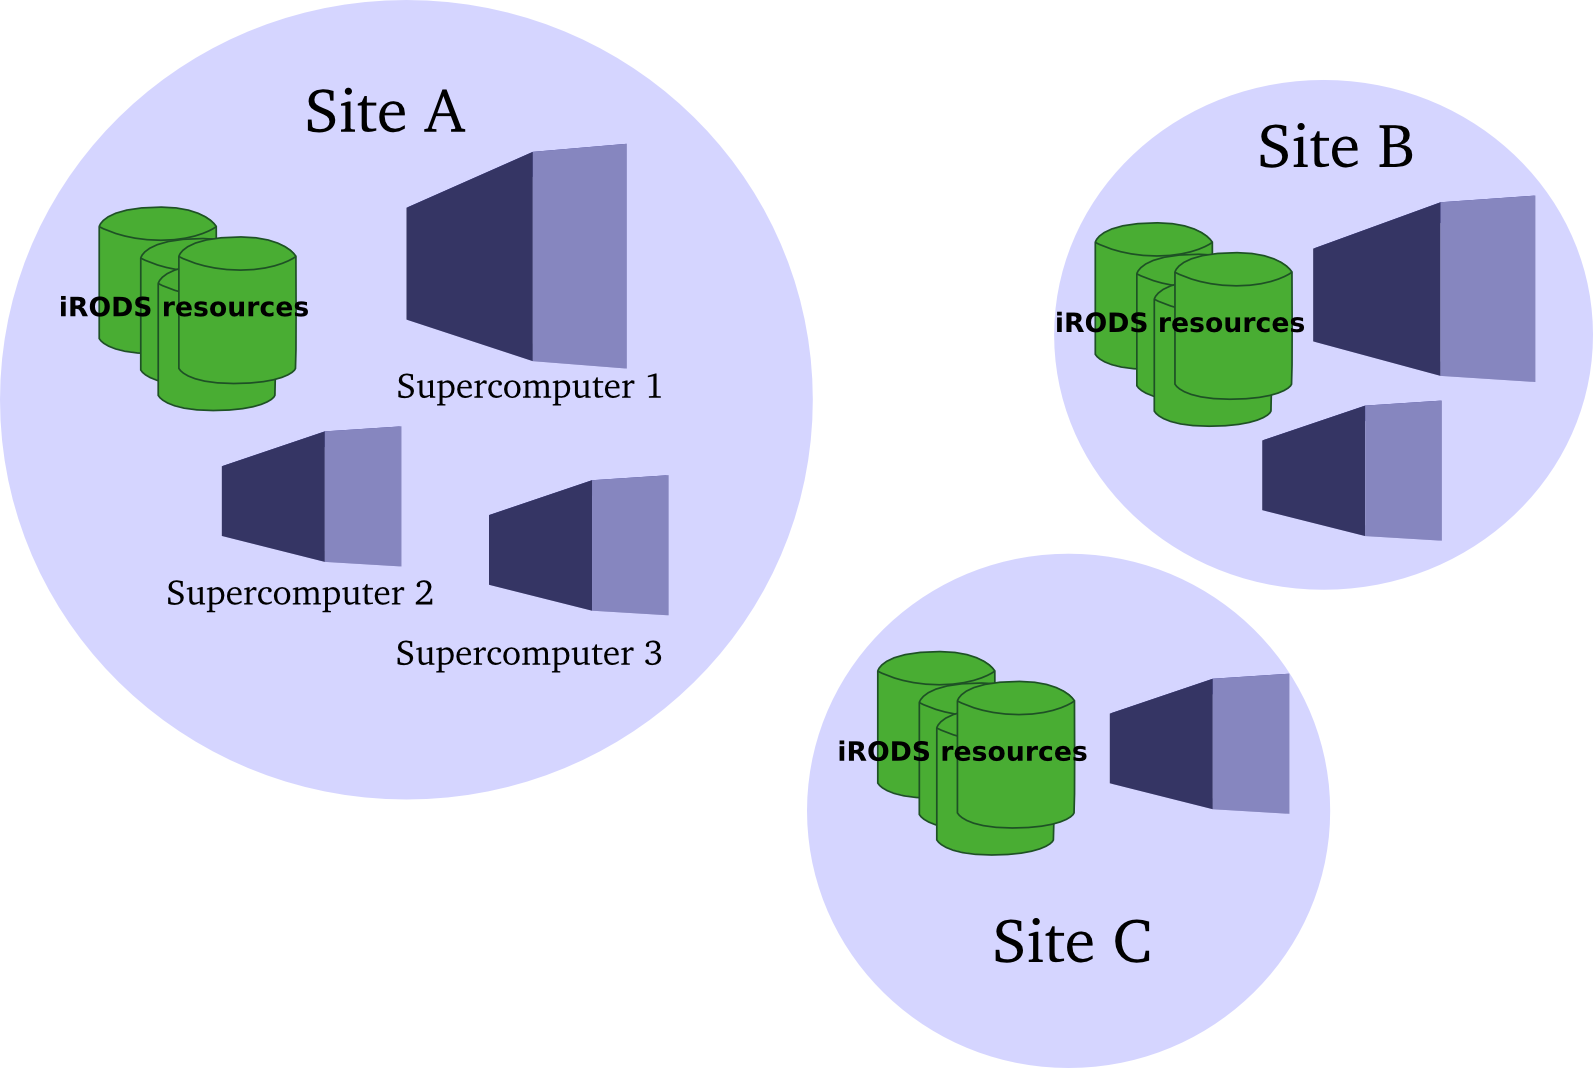 Site A
iRODS resources
Supercomputer 1
Supercomputer 2
Supercomputer 3
Site B
iRODS resources
iRODS resources
Site C